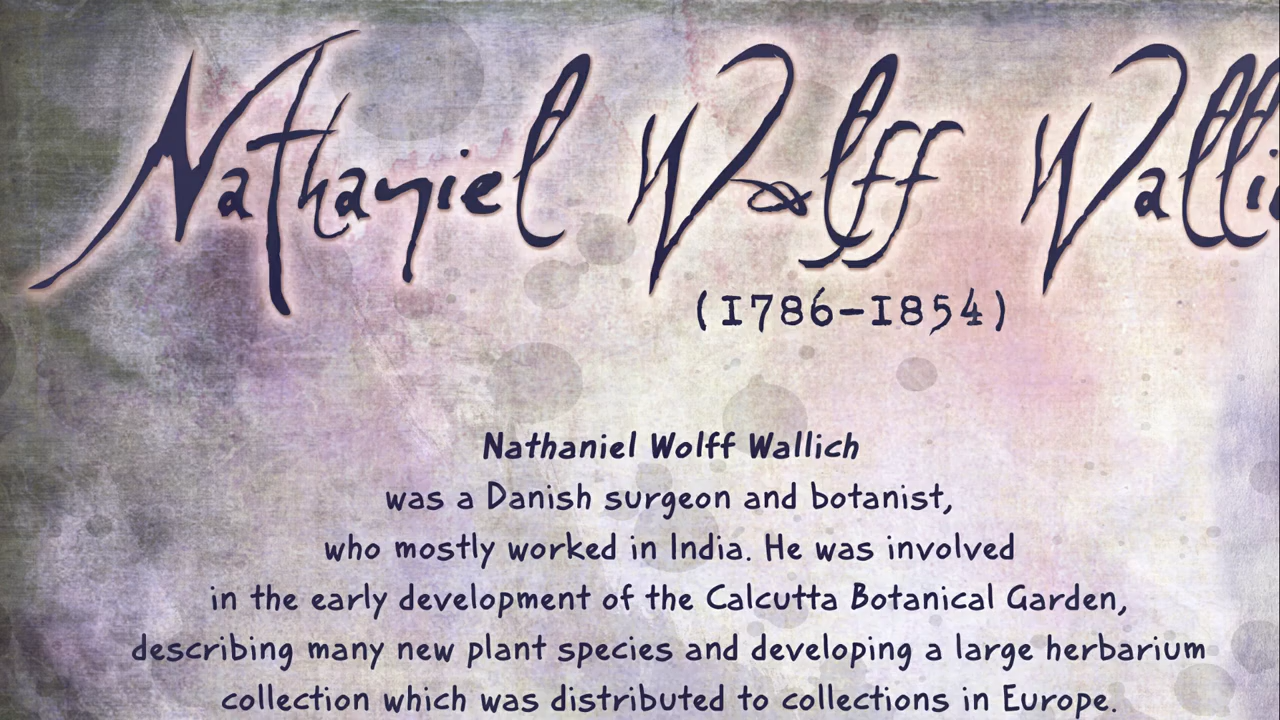 Nathaniel Wolff Walli
(1786-1854)
Nathaniel Wolff Wallich
was a Danish surgeon and botanist,
who mostly worked in India. He was involved
in the early development of the Calcutta Botanical Garden,
describing many new plant species and developing a large herbarium
collection which was distributed to collections in Europe.